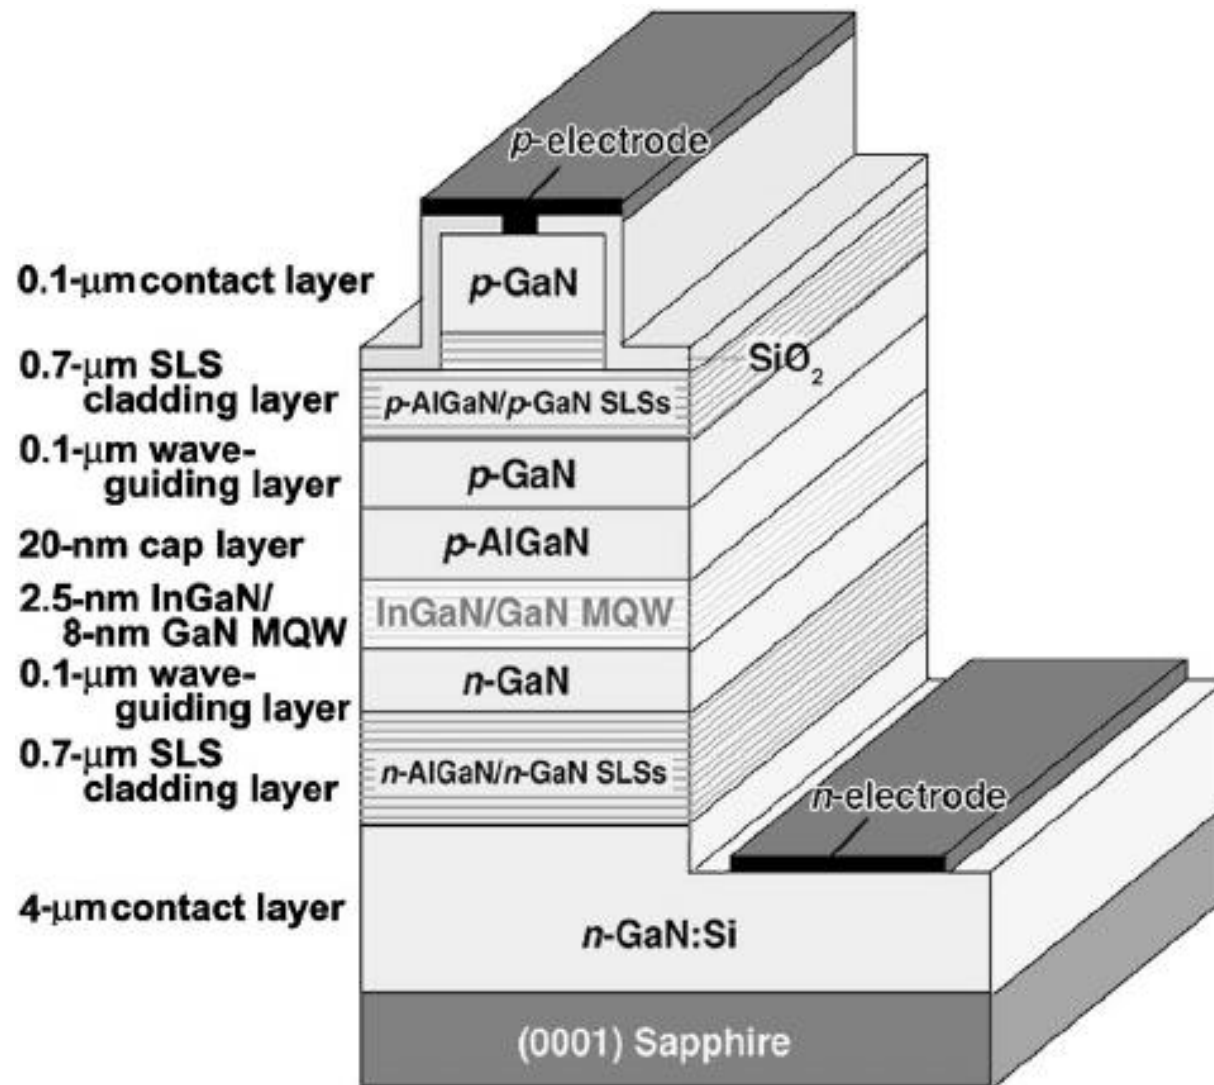 p-electrode
0.1-μm contact layer
p-GaN
0.7-μm SLS
cladding layer
SiO₂
p-AlGaN/p-GaN SLSs
0.1-μm wave-
guiding layer
p-GaN
20-nm cap layer
p-AlGaN
2.5-nm InGaN/
8-nm GaN MQW
InGaN/GaN MQW
0.1-μm wave-
guiding layer
n-GaN
0.7-μm SLS
cladding layer
n-AlGaN/n-GaN SLSs
n-electrode
4-μm contact layer
n-GaN:Si
(0001) Sapphire